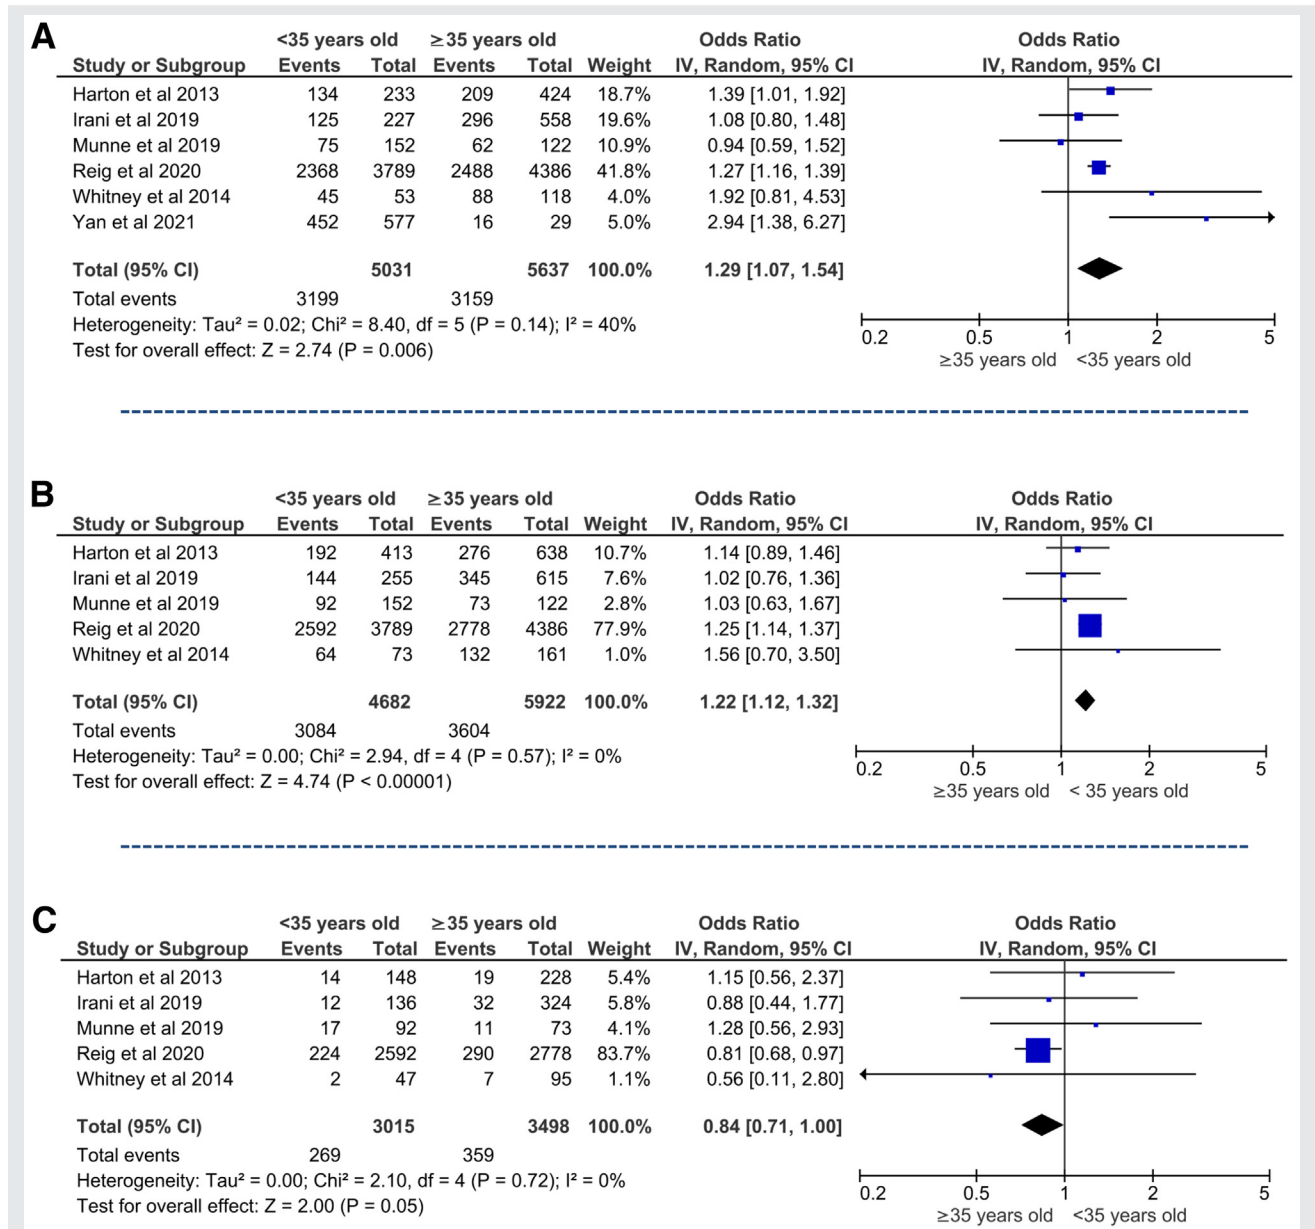 A
<35 years old ≥35 years old Odds Ratio Odds Ratio
Study or Subgroup Events Total Events Total Weight IV, Random, 95% CI IV, Random, 95% CI
Harton et al 2013 134 233 209 424 18.7% 1.39 [1.01, 1.92]
Irani et al 2019 125 227 296 558 19.6% 1.08 [0.80, 1.48]
Munne et al 2019 75 152 62 122 10.9% 0.94 [0.59, 1.52]
Reig et al 2020 2368 3789 2488 4386 41.8% 1.27 [1.16, 1.39]
Whitney et al 2014 45 53 88 118 4.0% 1.92 [0.81, 4.53]
Yan et al 2021 452 577 16 29 5.0% 2.94 [1.38, 6.27]
Total (95% CI) 5031 5637 100.0% 1.29 [1.07, 1.54]
Total events 3199 3159
Heterogeneity: Tau² = 0.02; Chi² = 8.40, df = 5 (P = 0.14); I² = 40%
Test for overall effect: Z = 2.74 (P = 0.006)
0.2 0.5 1 2 5
≥35 years old <35 years old
B
<35 years old ≥35 years old Odds Ratio Odds Ratio
Study or Subgroup Events Total Events Total Weight IV, Random, 95% CI IV, Random, 95% CI
Harton et al 2013 192 413 276 638 10.7% 1.14 [0.89, 1.46]
Irani et al 2019 144 255 345 615 7.6% 1.02 [0.76, 1.36]
Munne et al 2019 92 152 73 122 2.8% 1.03 [0.63, 1.67]
Reig et al 2020 2592 3789 2778 4386 77.9% 1.25 [1.14, 1.37]
Whitney et al 2014 64 73 132 161 1.0% 1.56 [0.70, 3.50]
Total (95% CI) 4682 5922 100.0% 1.22 [1.12, 1.32]
Total events 3084 3604
Heterogeneity: Tau² = 0.00; Chi² = 2.94, df = 4 (P = 0.57); I² = 0%
Test for overall effect: Z = 4.74 (P < 0.00001)
0.2 0.5 1 2 5
≥35 years old < 35 years old
C
<35 years old ≥35 years old Odds Ratio Odds Ratio
Study or Subgroup Events Total Events Total Weight IV, Random, 95% CI IV, Random, 95% CI
Harton et al 2013 14 148 19 228 5.4% 1.15 [0.56, 2.37]
Irani et al 2019 12 136 32 324 5.8% 0.88 [0.44, 1.77]
Munne et al 2019 17 92 11 73 4.1% 1.28 [0.56, 2.93]
Reig et al 2020 224 2592 290 2778 83.7% 0.81 [0.68, 0.97]
Whitney et al 2014 2 47 7 95 1.1% 0.56 [0.11, 2.80]
Total (95% CI) 3015 3498 100.0% 0.84 [0.71, 1.00]
Total events 269 359
Heterogeneity: Tau² = 0.00; Chi² = 2.10, df = 4 (P = 0.72); I² = 0%
Test for overall effect: Z = 2.00 (P = 0.05)
0.2 0.5 1 2 5
≥35 years old <35 years old